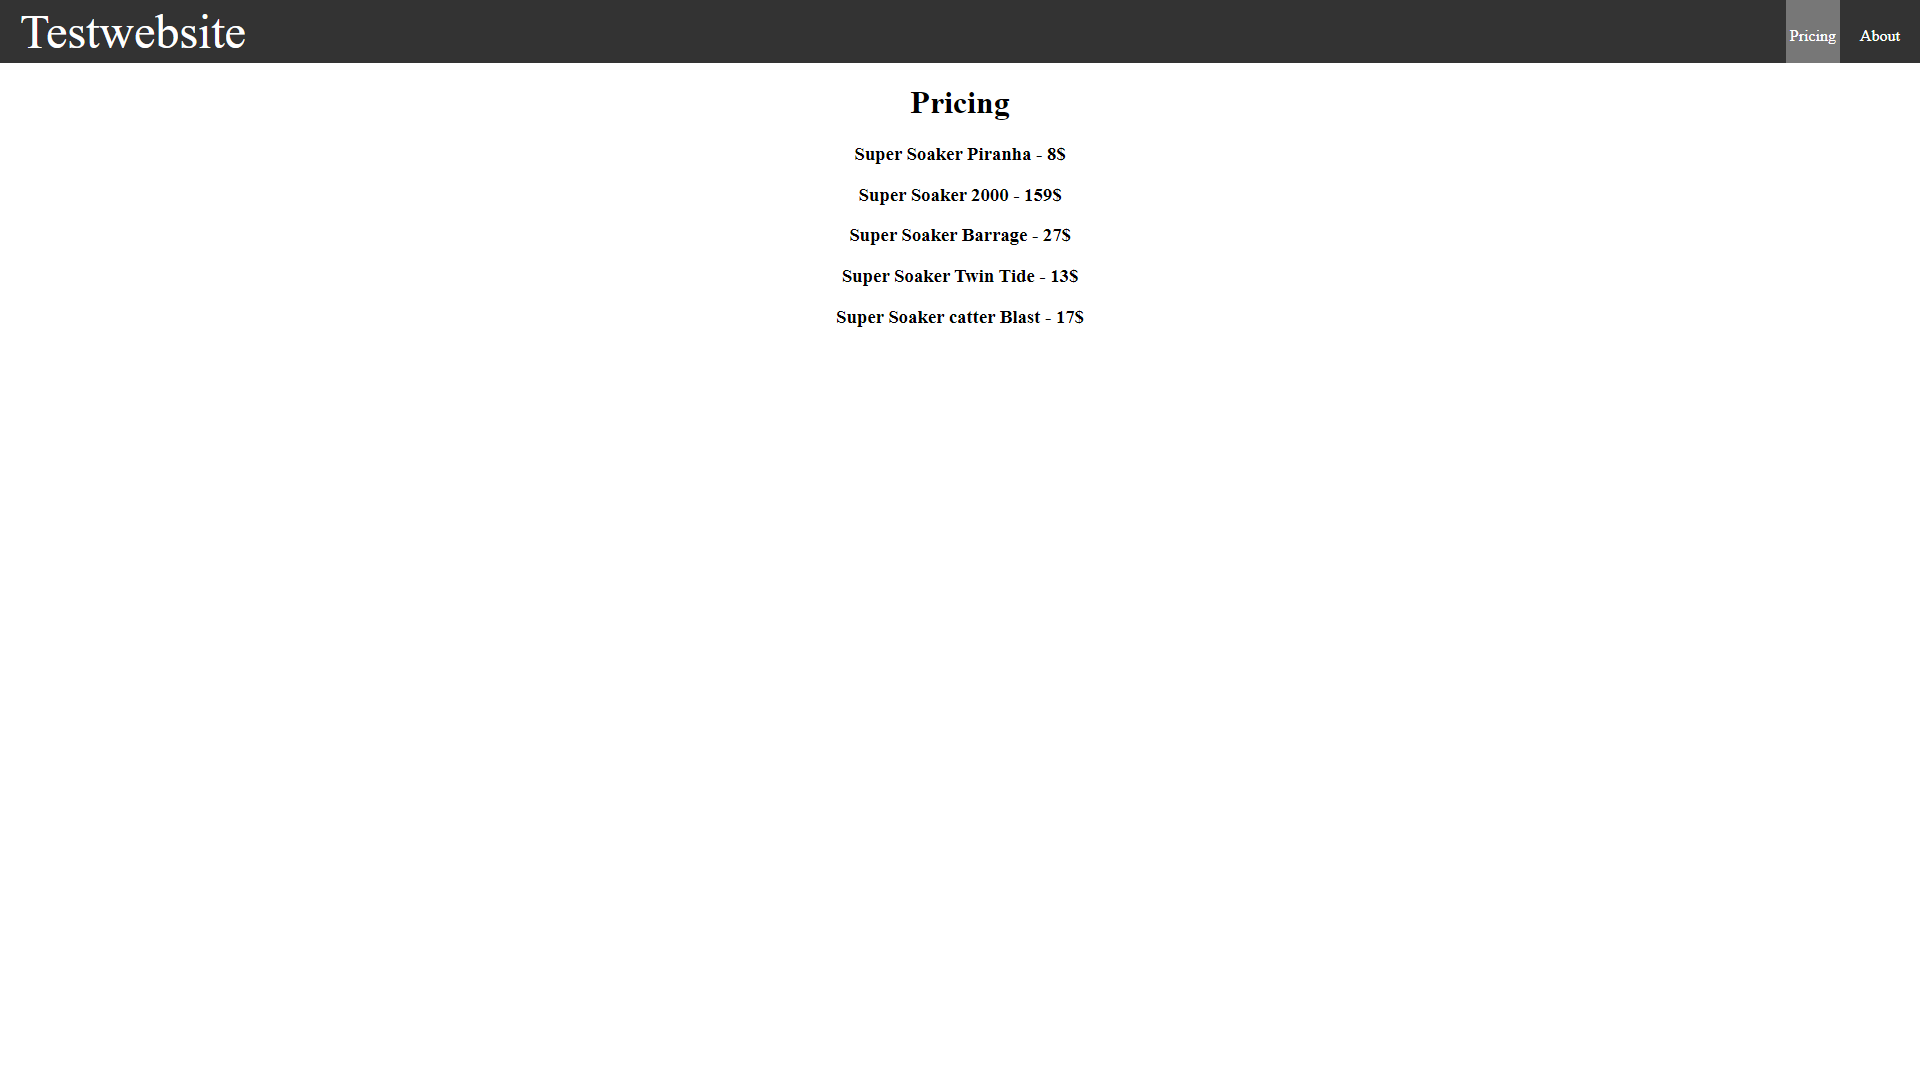 Testwebsite
Pricing
About
Pricing
Super Soaker Piranha - 8$
Super Soaker 2000 - 159$
Super Soaker Barrage - 27$
Super Soaker Twin Tide - 13$
Super Soaker catter Blast - 17$